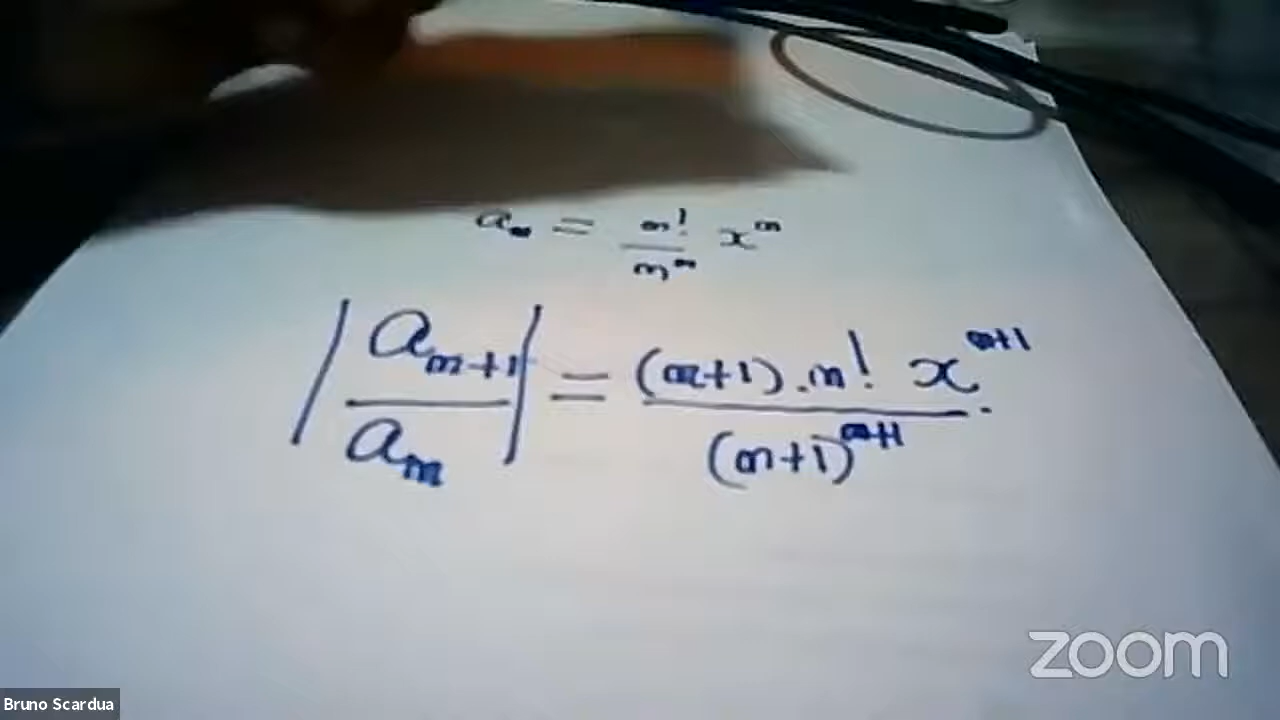 aₙ = n!/nⁿ xⁿ
|aₙ₊₁/aₙ| = (n+1).n! xⁿ⁺¹/(n+1)ⁿ⁺¹ .
zoom
Bruno Scardua